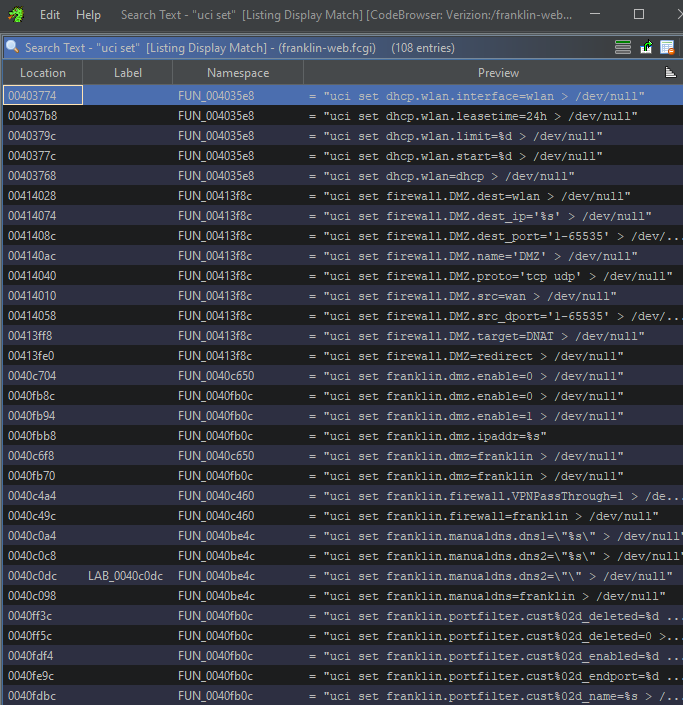 Edit Help Search Text - "uci set" [Listing Display Match] [CodeBrowser: Verizion:/franklin-web...
Search Text - "uci set" [Listing Display Match] - (franklin-web.fcgi) (108 entries)
Location Label Namespace Preview
00403774 FUN_004035e8 = "uci set dhcp.wlan.interface=wlan > /dev/null"
004037b8 FUN_004035e8 = "uci set dhcp.wlan.leasetime=24h > /dev/null"
0040379c FUN_004035e8 = "uci set dhcp.wlan.limit=%d > /dev/null"
0040377c FUN_004035e8 = "uci set dhcp.wlan.start=%d > /dev/null"
00403768 FUN_004035e8 = "uci set dhcp.wlan=dhcp > /dev/null"
00414028 FUN_00413f8c = "uci set firewall.DMZ.dest=wlan > /dev/null"
00414074 FUN_00413f8c = "uci set firewall.DMZ.dest_ip='%s' > /dev/null"
0041408c FUN_00413f8c = "uci set firewall.DMZ.dest_port='1-65535' > /dev/...
004140ac FUN_00413f8c = "uci set firewall.DMZ.name='DMZ' > /dev/null"
00414040 FUN_00413f8c = "uci set firewall.DMZ.proto='tcp udp' > /dev/null"
00414010 FUN_00413f8c = "uci set firewall.DMZ.src=wan > /dev/null"
00414058 FUN_00413f8c = "uci set firewall.DMZ.src_dport='1-65535' > /dev/...
00413ff8 FUN_00413f8c = "uci set firewall.DMZ.target=DNAT > /dev/null"
00413fe0 FUN_00413f8c = "uci set firewall.DMZ=redirect > /dev/null"
0040c704 FUN_0040c650 = "uci set franklin.dmz.enable=0 > /dev/null"
0040fb8c FUN_0040fb0c = "uci set franklin.dmz.enable=0 > /dev/null"
0040fb94 FUN_0040fb0c = "uci set franklin.dmz.enable=1 > /dev/null"
0040fbb8 FUN_0040fb0c = "uci set franklin.dmz.ipaddr=%s"
0040c6f8 FUN_0040c650 = "uci set franklin.dmz=franklin > /dev/null"
0040fb70 FUN_0040fb0c = "uci set franklin.dmz=franklin > /dev/null"
0040c4a4 FUN_0040c460 = "uci set franklin.firewall.VPNPassThrough=1 > /de...
0040c49c FUN_0040c460 = "uci set franklin.firewall=franklin > /dev/null"
0040c0a4 FUN_0040be4c = "uci set franklin.manualdns.dns1=\"%s\" > /dev/null"
0040c0c8 FUN_0040be4c = "uci set franklin.manualdns.dns2=\"%s\" > /dev/null"
0040c0dc LAB_0040c0dc FUN_0040be4c = "uci set franklin.manualdns.dns2=\"\" > /dev/null"
0040c098 FUN_0040be4c = "uci set franklin.manualdns=franklin > /dev/null"
0040ff3c FUN_0040fb0c = "uci set franklin.portfilter.cust%02d_deleted=%d ...
0040ff5c FUN_0040fb0c = "uci set franklin.portfilter.cust%02d_deleted=0 >...
0040fdf4 FUN_0040fb0c = "uci set franklin.portfilter.cust%02d_enabled=%d ...
0040fe9c FUN_0040fb0c = "uci set franklin.portfilter.cust%02d_endport=%d ...
0040fdbc FUN_0040fb0c = "uci set franklin.portfilter.cust%02d_name=%s > /...